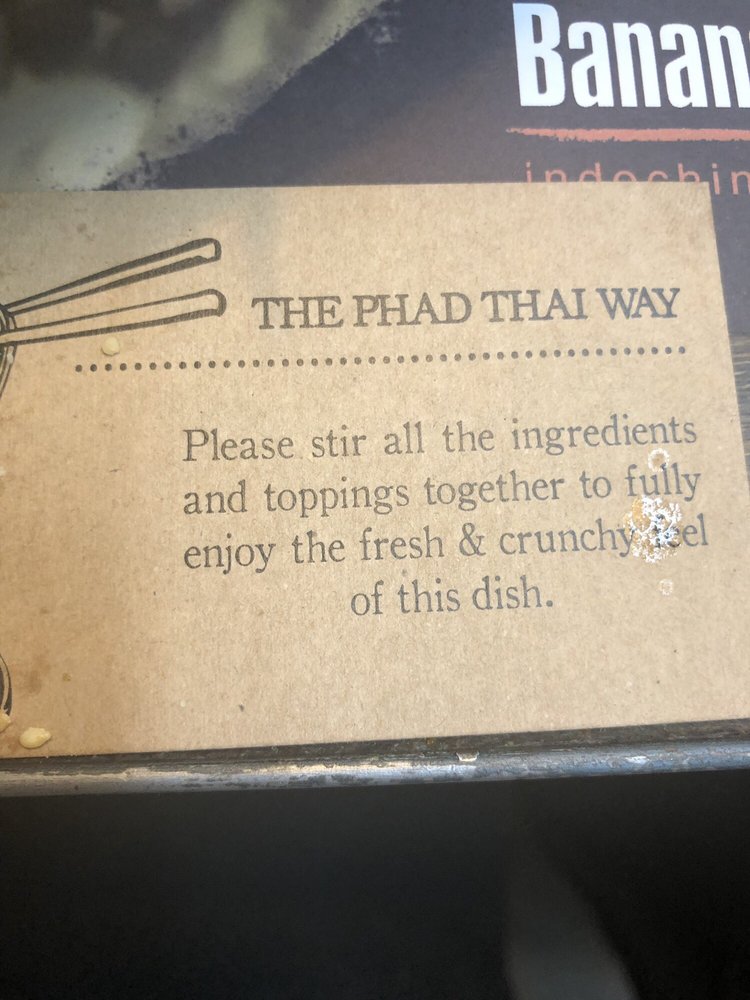 Banan
indochin
THE PHAD THAI WAY
Please stir all the ingredients
and toppings together to fully
enjoy the fresh & crunchy
of this dish.